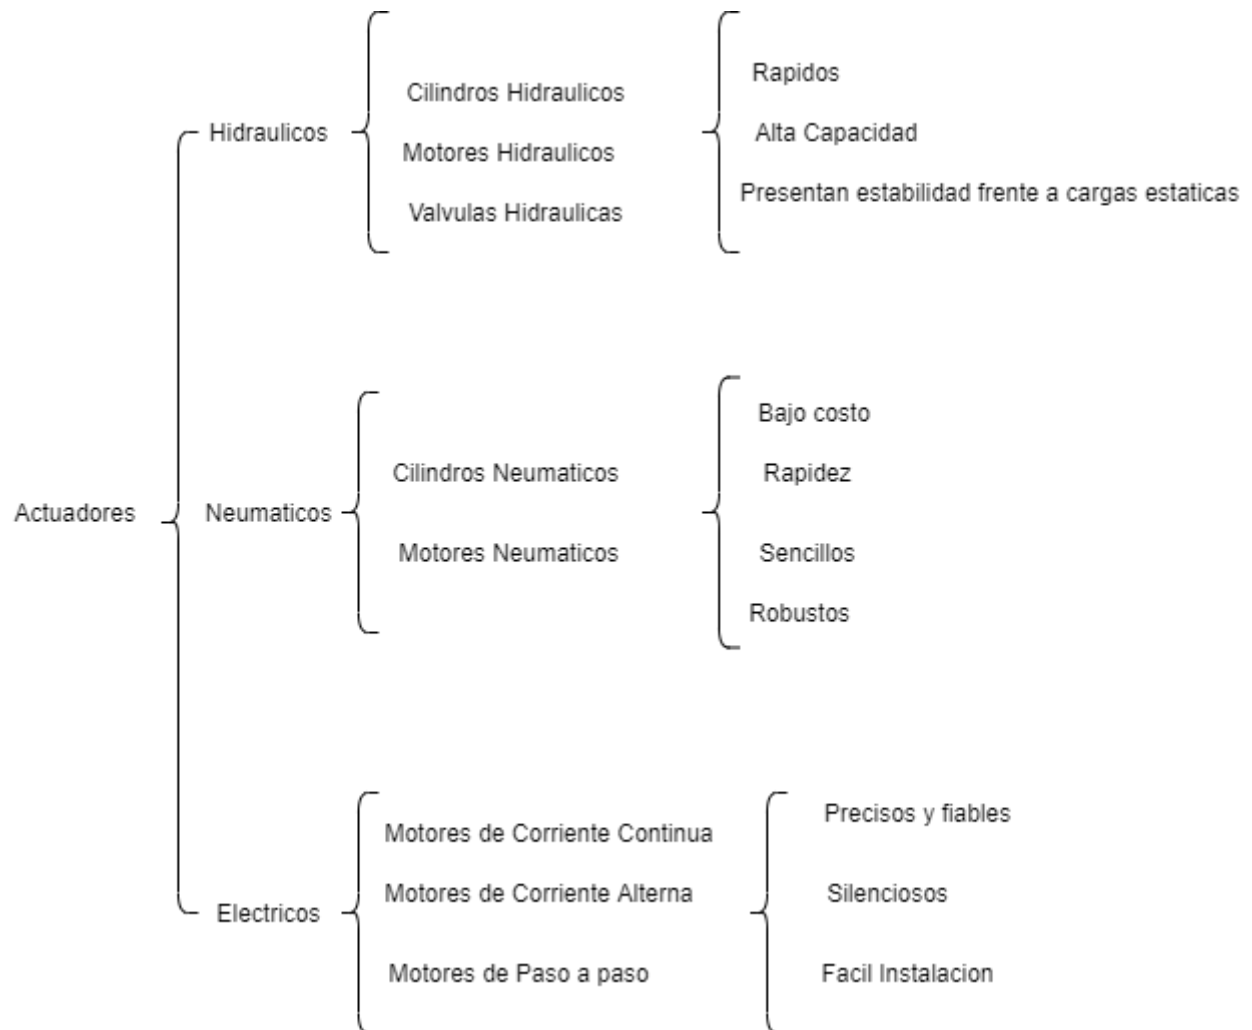 Actuadores
Hidraulicos
Cilindros Hidraulicos
Motores Hidraulicos
Valvulas Hidraulicas
Rapidos
Alta Capacidad
Presentan estabilidad frente a cargas estaticas
Neumaticos
Cilindros Neumaticos
Motores Neumaticos
Bajo costo
Rapidez
Sencillos
Robustos
Electricos
Motores de Corriente Continua
Motores de Corriente Alterna
Motores de Paso a paso
Precisos y fiables
Silenciosos
Facil Instalacion